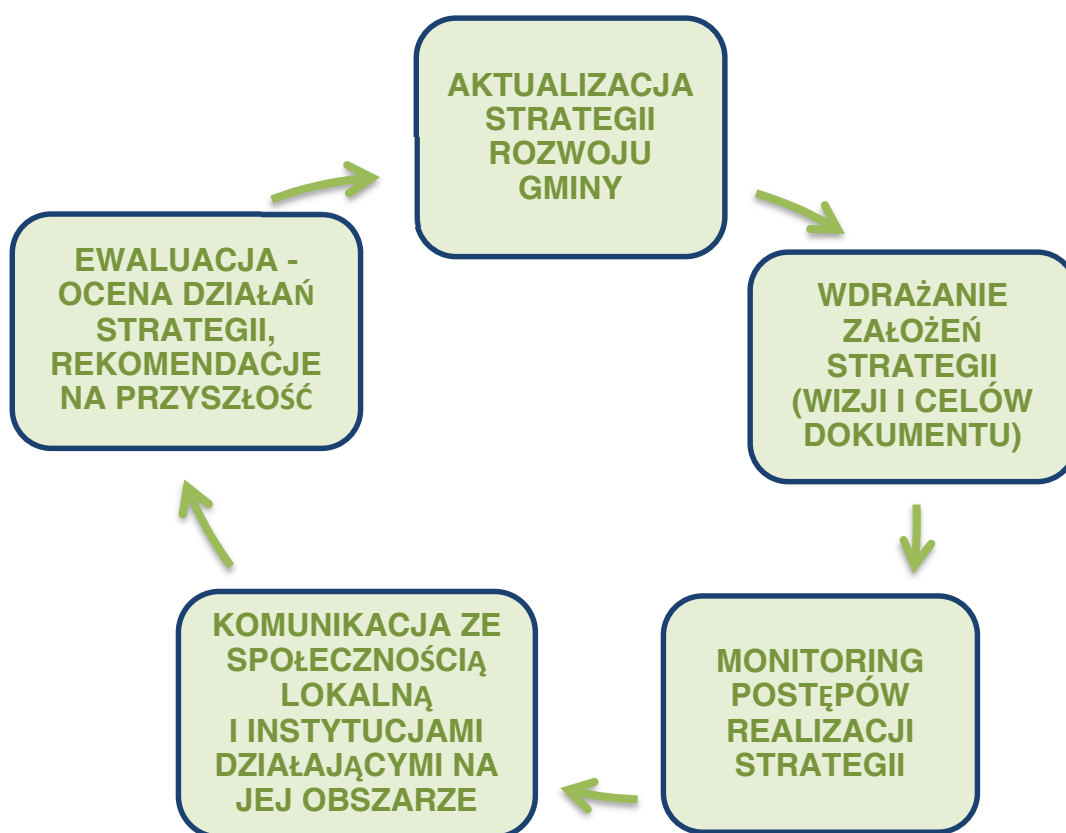 AKTUALIZACJA
STRATEGII
ROZWOJU
GMINY
WDRAŻANIE
ZAŁOŻEŃ
STRATEGII
(WIZJI I CELÓW
DOKUMENTU)
MONITORING
POSTĘPÓW
REALIZACJI
STRATEGII
KOMUNIKACJA ZE
SPOŁECZNOŚCIĄ
LOKALNĄ
I INSTYTUCJAMI
DZIAŁAJĄCYMI NA
JEJ OBSZARZE
EWALUACJA -
OCENA DZIAŁAŃ
STRATEGII,
REKOMENDACJE
NA PRZYSZŁOŚĆ